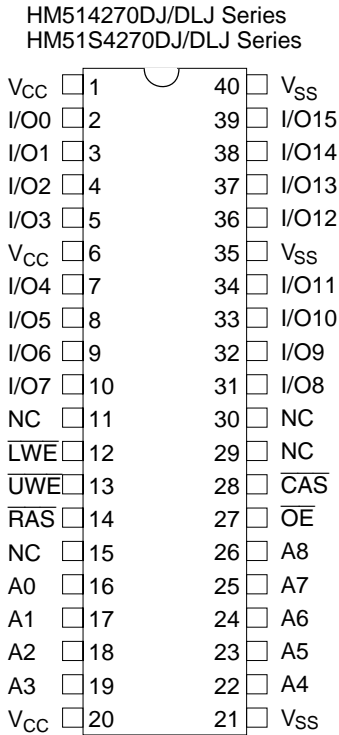 HM514270DJ/DLJ Series
HM51S4270DJ/DLJ Series
VCC 1 40 VSS
I/O0 2 39 I/O15
I/O1 3 38 I/O14
I/O2 4 37 I/O13
I/O3 5 36 I/O12
VCC 6 35 VSS
I/O4 7 34 I/O11
I/O5 8 33 I/O10
I/O6 9 32 I/O9
I/O7 10 31 I/O8
NC 11 30 NC
LWE 12 29 NC
UWE 13 28 CAS
RAS 14 27 OE
NC 15 26 A8
A0 16 25 A7
A1 17 24 A6
A2 18 23 A5
A3 19 22 A4
VCC 20 21 VSS